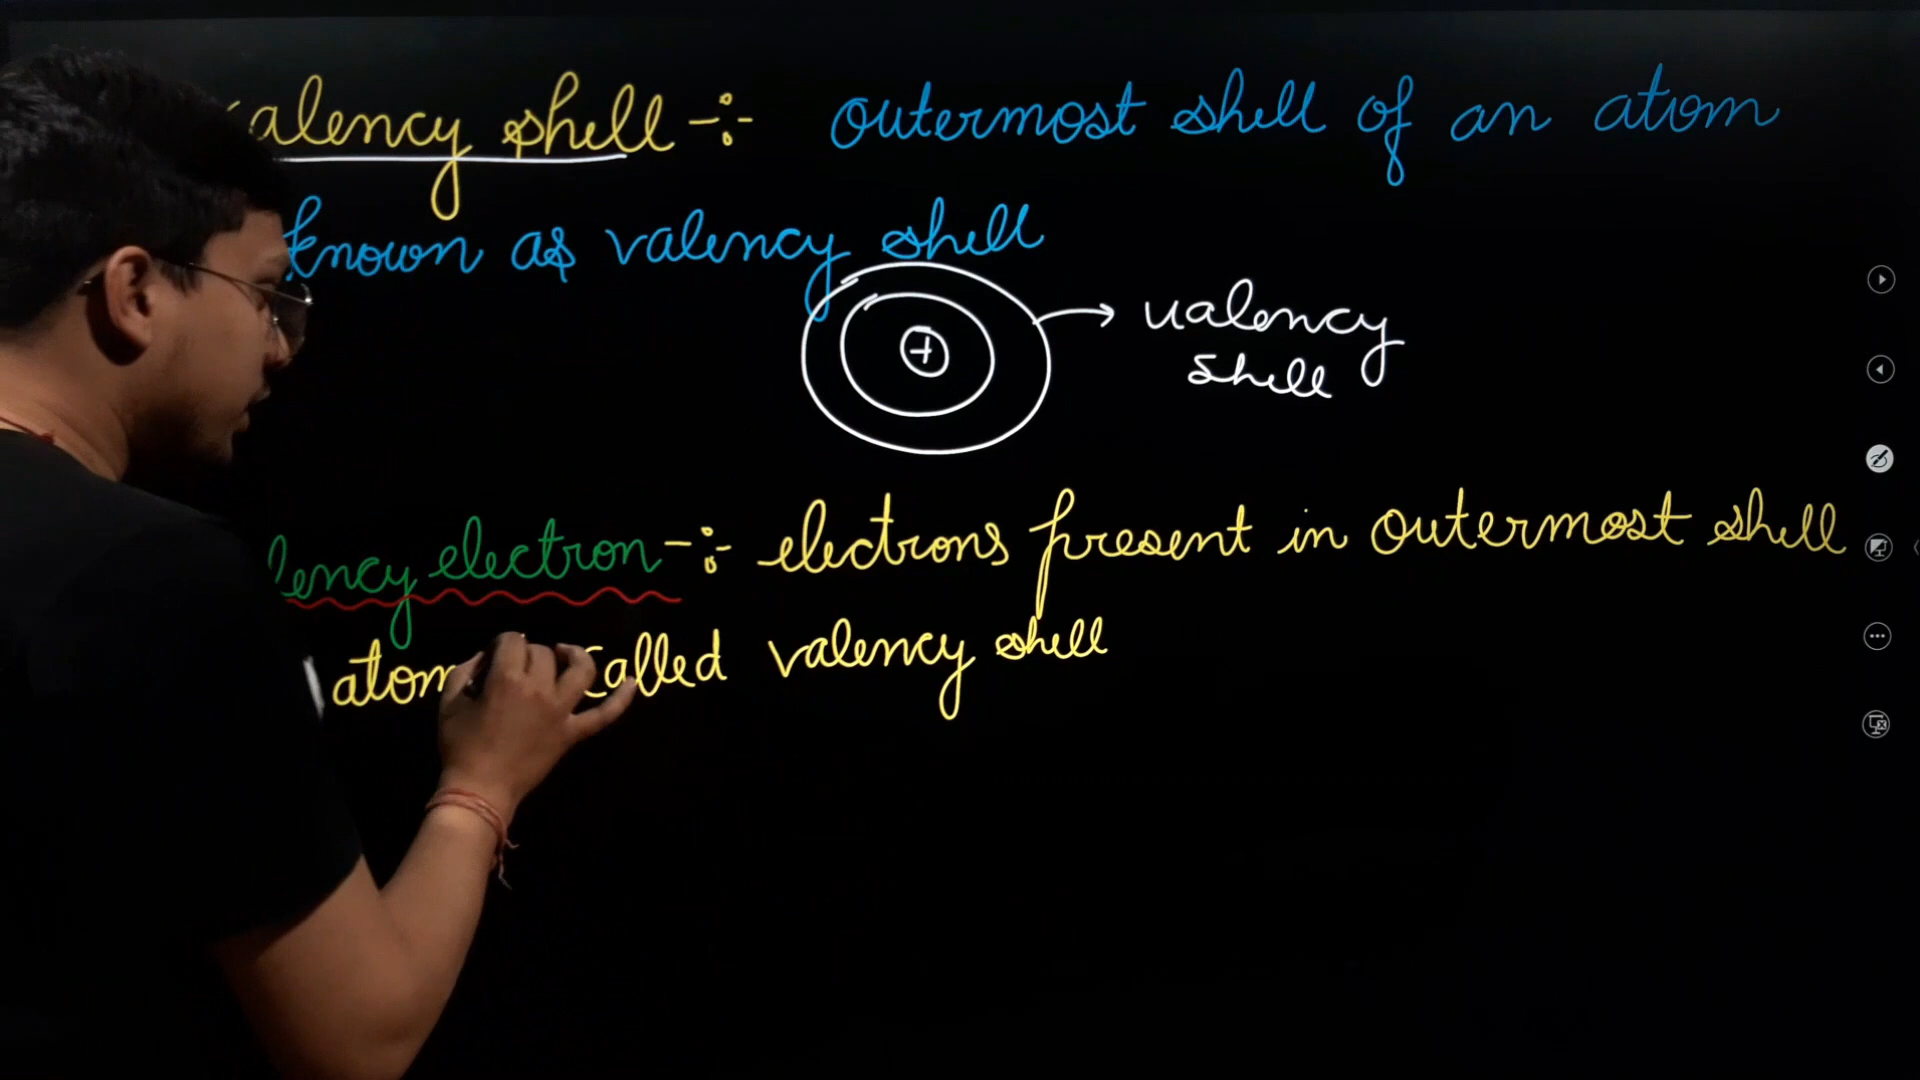 valency shell -:- outermost shell of an atom
known as valency shell
+
valency
shell
lency electron -:- electrons present in outermost shell
atom called valency shell